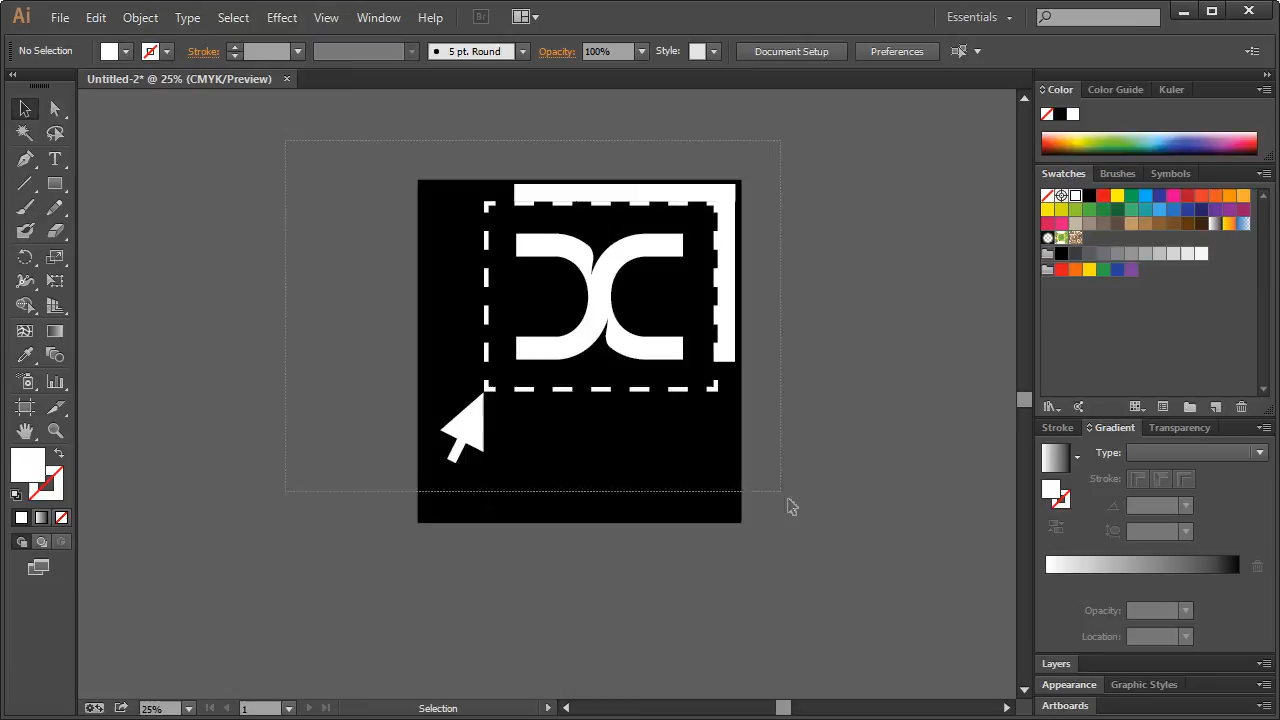 Ai File Edit Object Type Select Effect View Window Help Br Essentials
No Selection Stroke: 5 pt. Round Opacity: 100% Style: Document Setup Preferences
Untitled-2* @ 25% (CMYK/Preview)
Color Color Guide Kuler
Swatches Brushes Symbols
Stroke Gradient Transparency
Type:
Stroke:
Opacity:
Location:
Layers
Appearance Graphic Styles
Artboards
25% 1 Selection
T